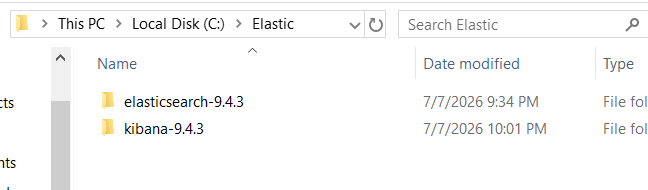 This PC > Local Disk (C:) > Elastic Search Elastic
Name Date modified Type
cts elasticsearch-9.4.3 7/7/2026 9:34 PM File fol
kibana-9.4.3 7/7/2026 10:01 PM File fol
nts